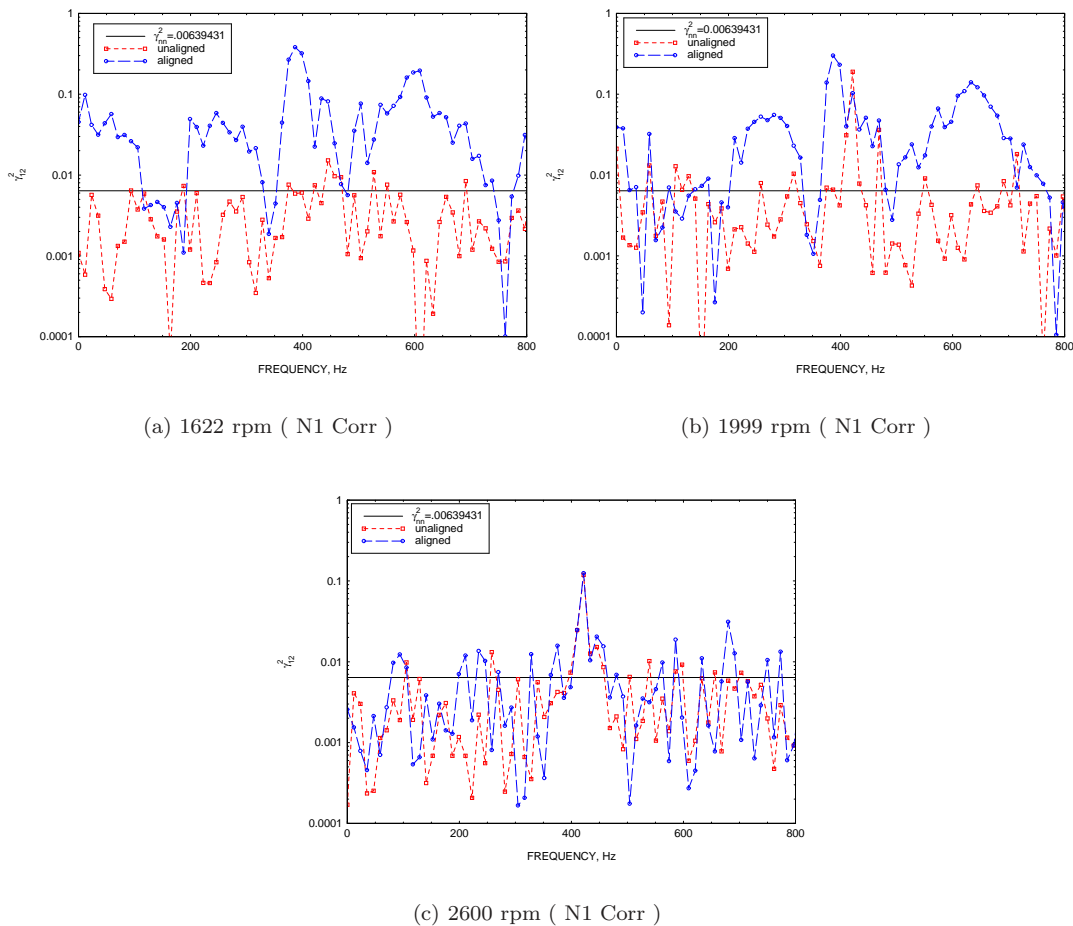 γ²nn=.00639431
unaligned
aligned
1
0.1
0.01
0.001
0.0001
γ²12
0 200 400 600 800
FREQUENCY, Hz
(a) 1622 rpm ( N1 Corr )
γ²nn=0.00639431
unaligned
aligned
1
0.1
0.01
0.001
0.0001
γ²12
0 200 400 600 800
FREQUENCY, Hz
(b) 1999 rpm ( N1 Corr )
γ²nn=.00639431
unaligned
aligned
1
0.1
0.01
0.001
0.0001
γ²12
0 200 400 600 800
FREQUENCY, Hz
(c) 2600 rpm ( N1 Corr )